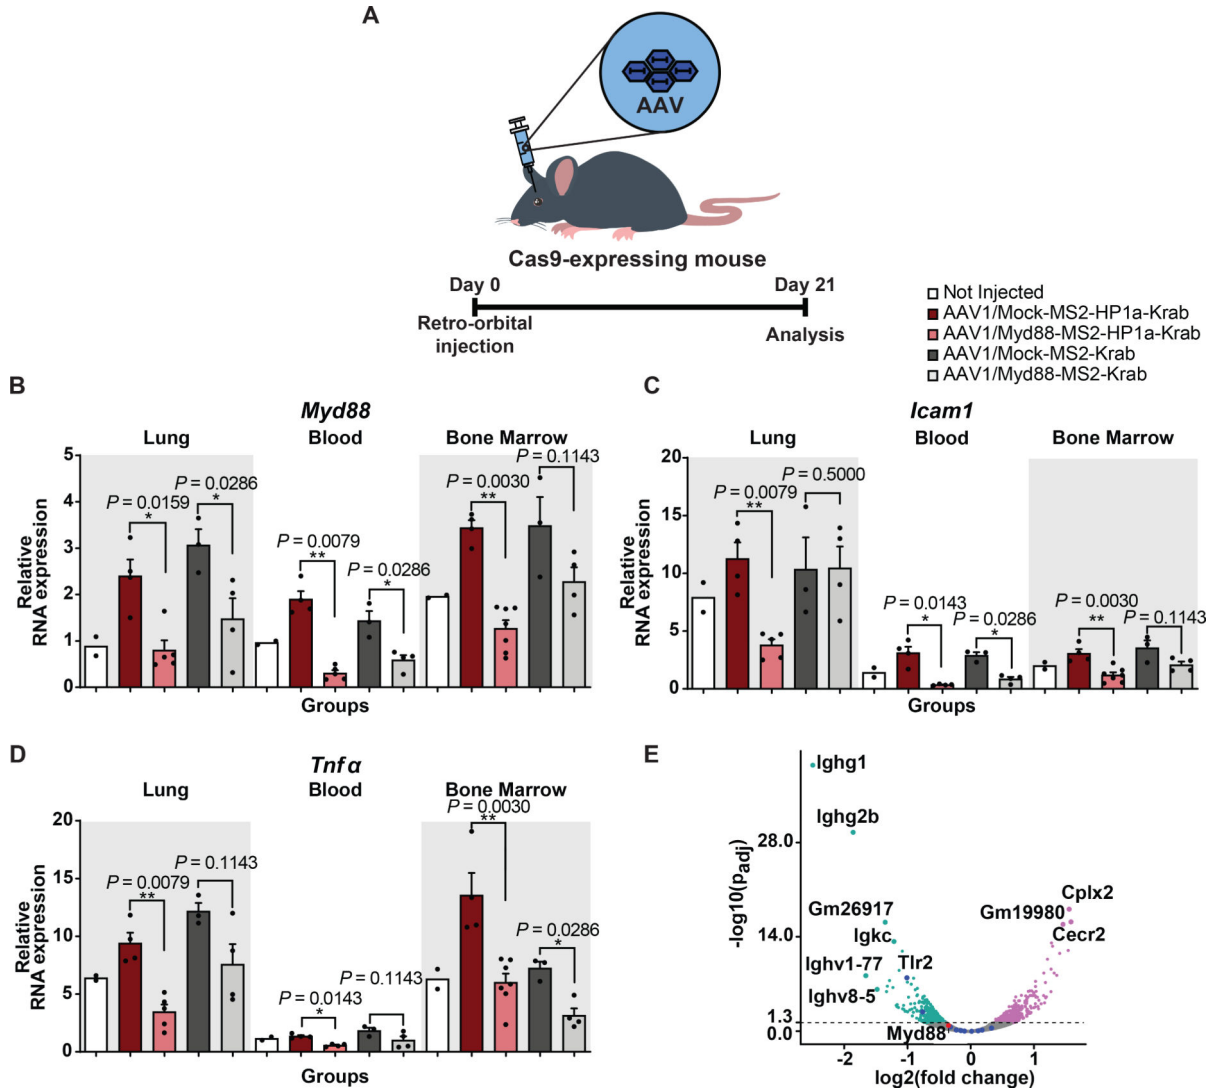 A
AAV
Cas9-expressing mouse
Day 0
Day 21
Retro-orbital
injection
Analysis
Not Injected
AAV1/Mock-MS2-HP1a-Krab
AAV1/Myd88-MS2-HP1a-Krab
AAV1/Mock-MS2-Krab
AAV1/Myd88-MS2-Krab
B
Myd88
Lung
Blood
Bone Marrow
Relative
RNA expression
5
4
3
2
1
0
P = 0.0159
*
P = 0.0286
*
P = 0.0079
**
P = 0.0286
*
P = 0.0030
**
P = 0.1143
Groups
C
Icam1
Lung
Blood
Bone Marrow
Relative
RNA expression
20
15
10
5
0
P = 0.0079
**
P = 0.5000
P = 0.0143
*
P = 0.0286
*
P = 0.0030
**
P = 0.1143
Groups
D
Tnfα
Lung
Blood
Bone Marrow
Relative
RNA expression
20
15
10
5
0
P = 0.0079
**
P = 0.1143
P = 0.0143
*
P = 0.1143
P = 0.0030
**
P = 0.0286
*
Groups
E
-log10(padj)
28.0
14.0
1.3
0.0
Ighg1
Ighg2b
Gm26917
Igkc
Ighv1-77
Ighv8-5
Tlr2
Myd88
Cplx2
Gm19980
Cecr2
-2
-1
0
1
log2(fold change)